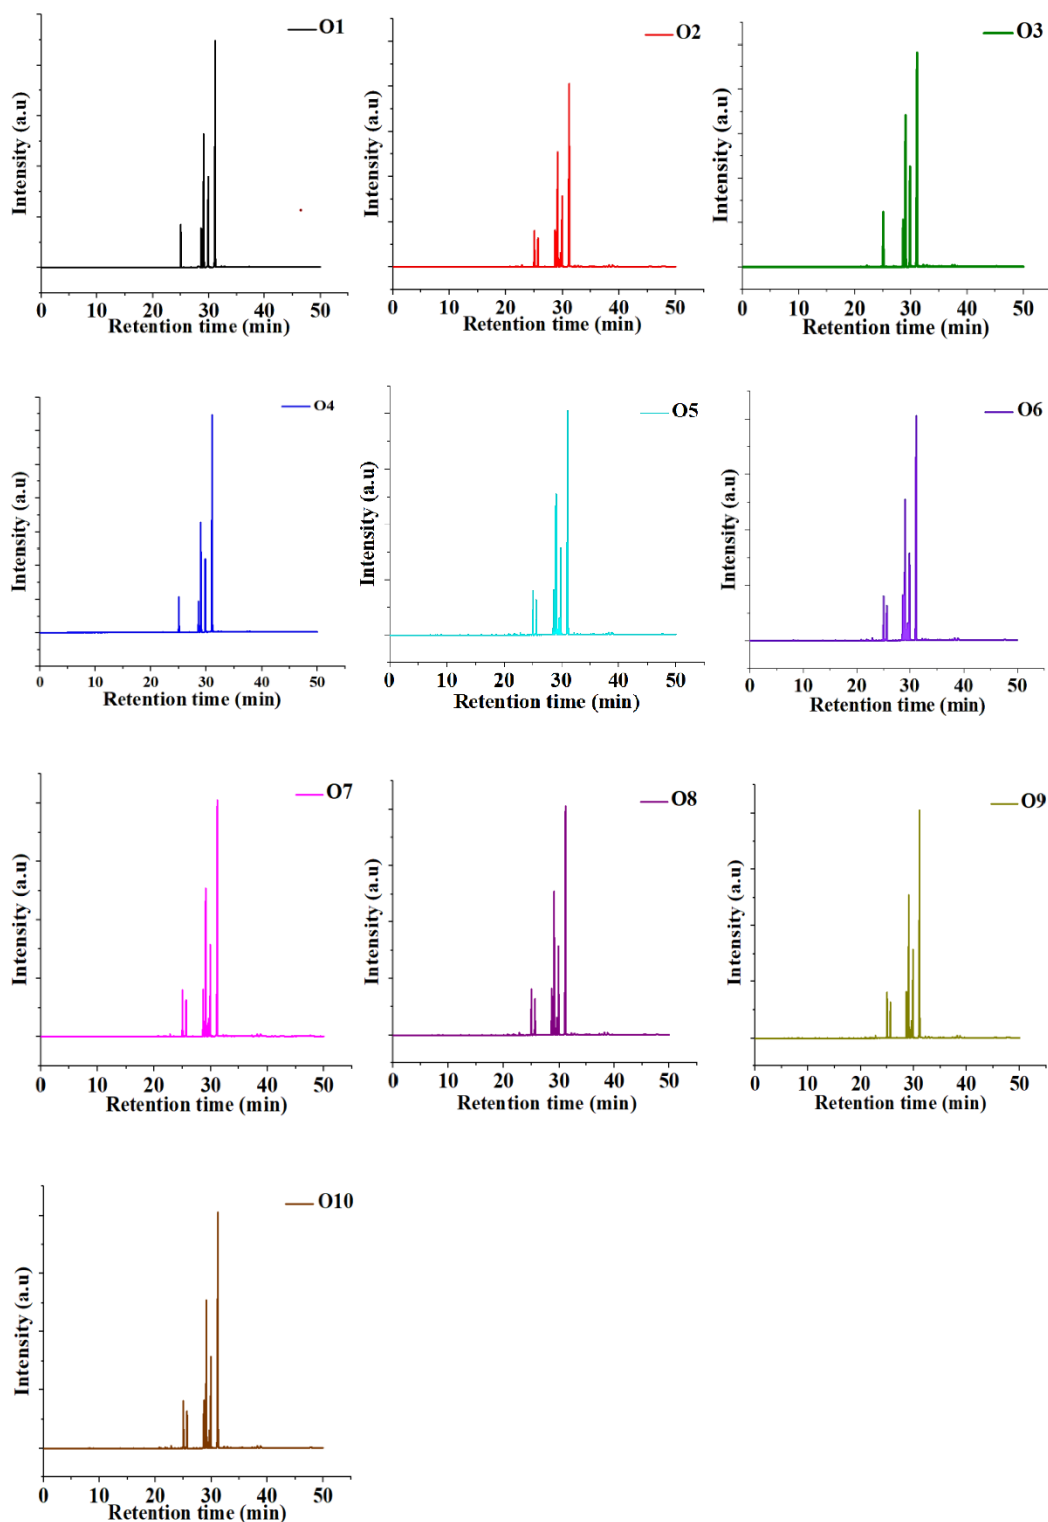 O1
Intensity (a.u)
0 10 20 30 40 50
Retention time (min)
O2
Intensity (a.u)
0 10 20 30 40 50
Retention time (min)
O3
Intensity (a.u)
0 10 20 30 40 50
Retention time (min)
O4
Intensity (a.u)
0 10 20 30 40 50
Retention time (min)
O5
Intensity (a.u)
0 10 20 30 40 50
Retention time (min)
O6
Intensity (a.u)
0 10 20 30 40 50
Retention time (min)
O7
Intensity (a.u)
0 10 20 30 40 50
Retention time (min)
O8
Intensity (a.u)
0 10 20 30 40 50
Retention time (min)
O9
Intensity (a.u)
0 10 20 30 40 50
Retention time (min)
O10
Intensity (a.u)
0 10 20 30 40 50
Retention time (min)